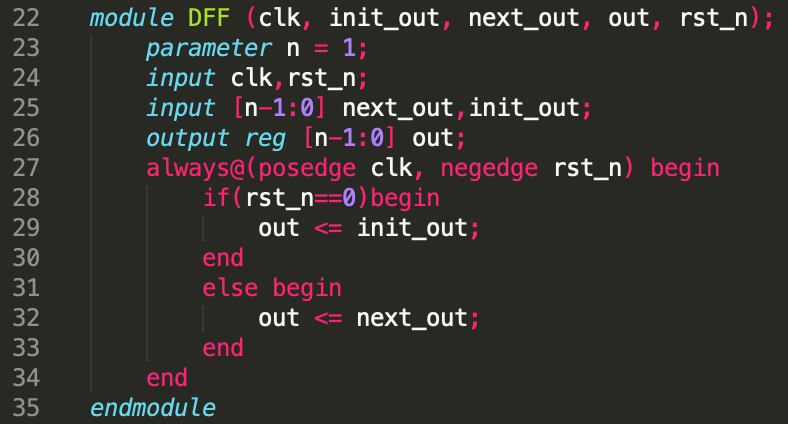 22 module DFF (clk, init_out, next_out, out, rst_n);
23     parameter n = 1;
24     input clk,rst_n;
25     input [n-1:0] next_out,init_out;
26     output reg [n-1:0] out;
27     always@(posedge clk, negedge rst_n) begin
28         if(rst_n==0)begin
29             out <= init_out;
30         end
31         else begin
32             out <= next_out;
33         end
34     end
35 endmodule